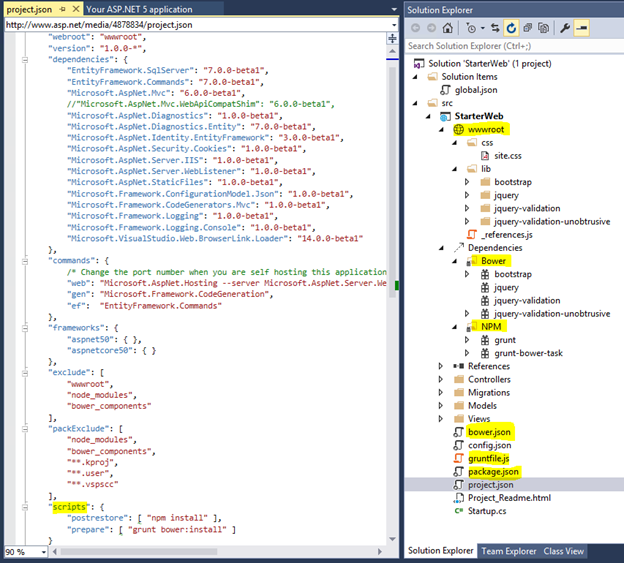 project.json
Your ASP.NET 5 application
http://www.asp.net/media/4878834/project.json
"webroot": "wwwroot",
"version": "1.0.0-*",
"dependencies": {
"EntityFramework.SqlServer": "7.0.0-beta1",
"EntityFramework.Commands": "7.0.0-beta1",
"Microsoft.AspNet.Mvc": "6.0.0-beta1",
//"Microsoft.AspNet.Mvc.WebApiCompatShim": "6.0.0-beta1",
"Microsoft.AspNet.Diagnostics": "1.0.0-beta1",
"Microsoft.AspNet.Diagnostics.Entity": "7.0.0-beta1",
"Microsoft.AspNet.Identity.EntityFramework": "3.0.0-beta1",
"Microsoft.AspNet.Security.Cookies": "1.0.0-beta1",
"Microsoft.AspNet.Server.IIS": "1.0.0-beta1",
"Microsoft.AspNet.Server.WebListener": "1.0.0-beta1",
"Microsoft.AspNet.StaticFiles": "1.0.0-beta1",
"Microsoft.Framework.ConfigurationModel.Json": "1.0.0-beta1",
"Microsoft.Framework.CodeGenerators.Mvc": "1.0.0-beta1",
"Microsoft.Framework.Logging": "1.0.0-beta1",
"Microsoft.Framework.Logging.Console": "1.0.0-beta1",
"Microsoft.VisualStudio.Web.BrowserLink.Loader": "14.0.0-beta1"
},
"commands": {
/* Change the port number when you are self hosting this application
"web": "Microsoft.AspNet.Hosting --server Microsoft.AspNet.Server.We
"gen": "Microsoft.Framework.CodeGeneration",
"ef": "EntityFramework.Commands"
},
"frameworks": {
"aspnet50": { },
"aspnetcore50": { }
},
"exclude": [
"wwwroot",
"node_modules",
"bower_components"
],
"packExclude": [
"node_modules",
"bower_components",
"**.kproj",
"**.user",
"**.vspscc"
],
"scripts": {
"postrestore": [ "npm install" ],
"prepare": [ "grunt bower:install" ]
}
90 %
Solution Explorer
Search Solution Explorer (Ctrl+;)
Solution 'StarterWeb' (1 project)
Solution Items
global.json
src
StarterWeb
wwwroot
css
site.css
lib
bootstrap
jquery
jquery-validation
jquery-validation-unobtrusive
_references.js
Dependencies
Bower
bootstrap
jquery
jquery-validation
jquery-validation-unobtrusive
NPM
grunt
grunt-bower-task
References
Controllers
Migrations
Models
Views
bower.json
config.json
gruntfile.js
package.json
project.json
Project_Readme.html
Startup.cs
Solution Explorer Team Explorer Class View